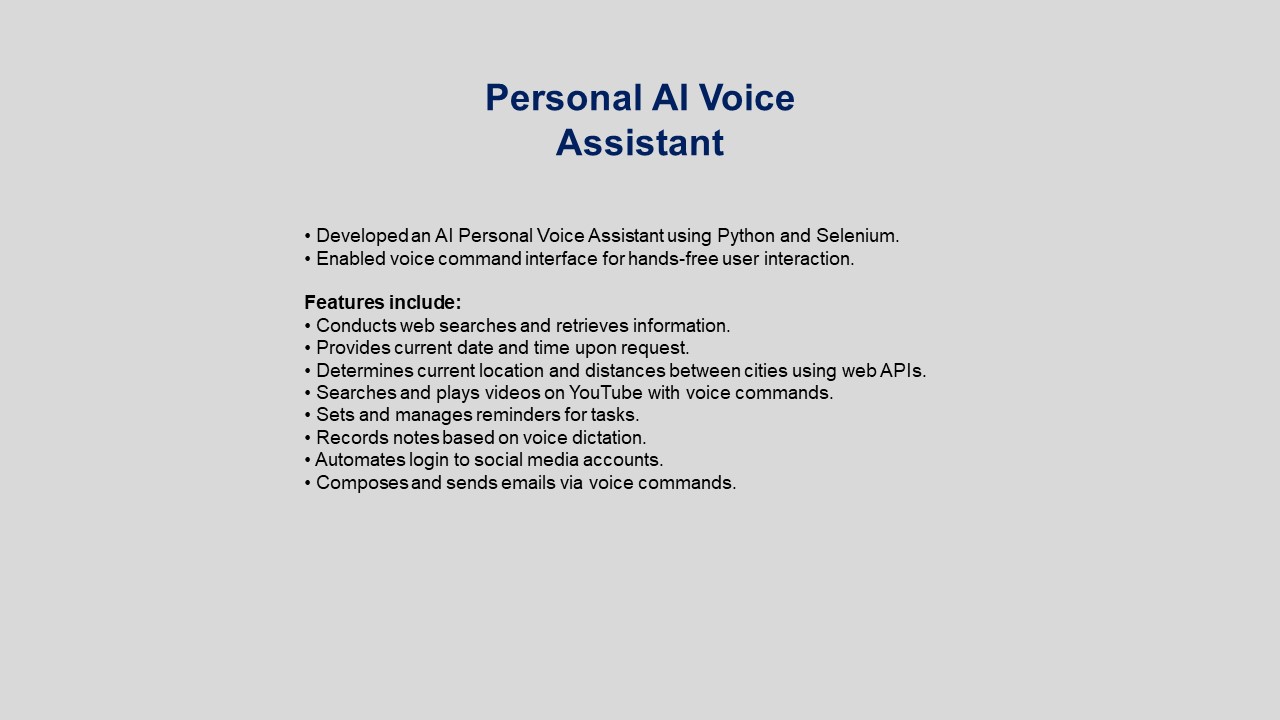 Personal AI Voice
Assistant
• Developed an AI Personal Voice Assistant using Python and Selenium.
• Enabled voice command interface for hands-free user interaction.
Features include:
• Conducts web searches and retrieves information.
• Provides current date and time upon request.
• Determines current location and distances between cities using web APIs.
• Searches and plays videos on YouTube with voice commands.
• Sets and manages reminders for tasks.
• Records notes based on voice dictation.
• Automates login to social media accounts.
• Composes and sends emails via voice commands.